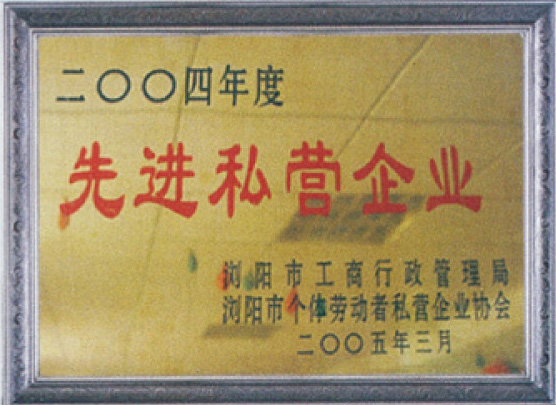 二〇〇四年度
先进私营企业
浏阳市工商行政管理局
浏阳市个体劳动者私营企业协会
二〇〇五年三月